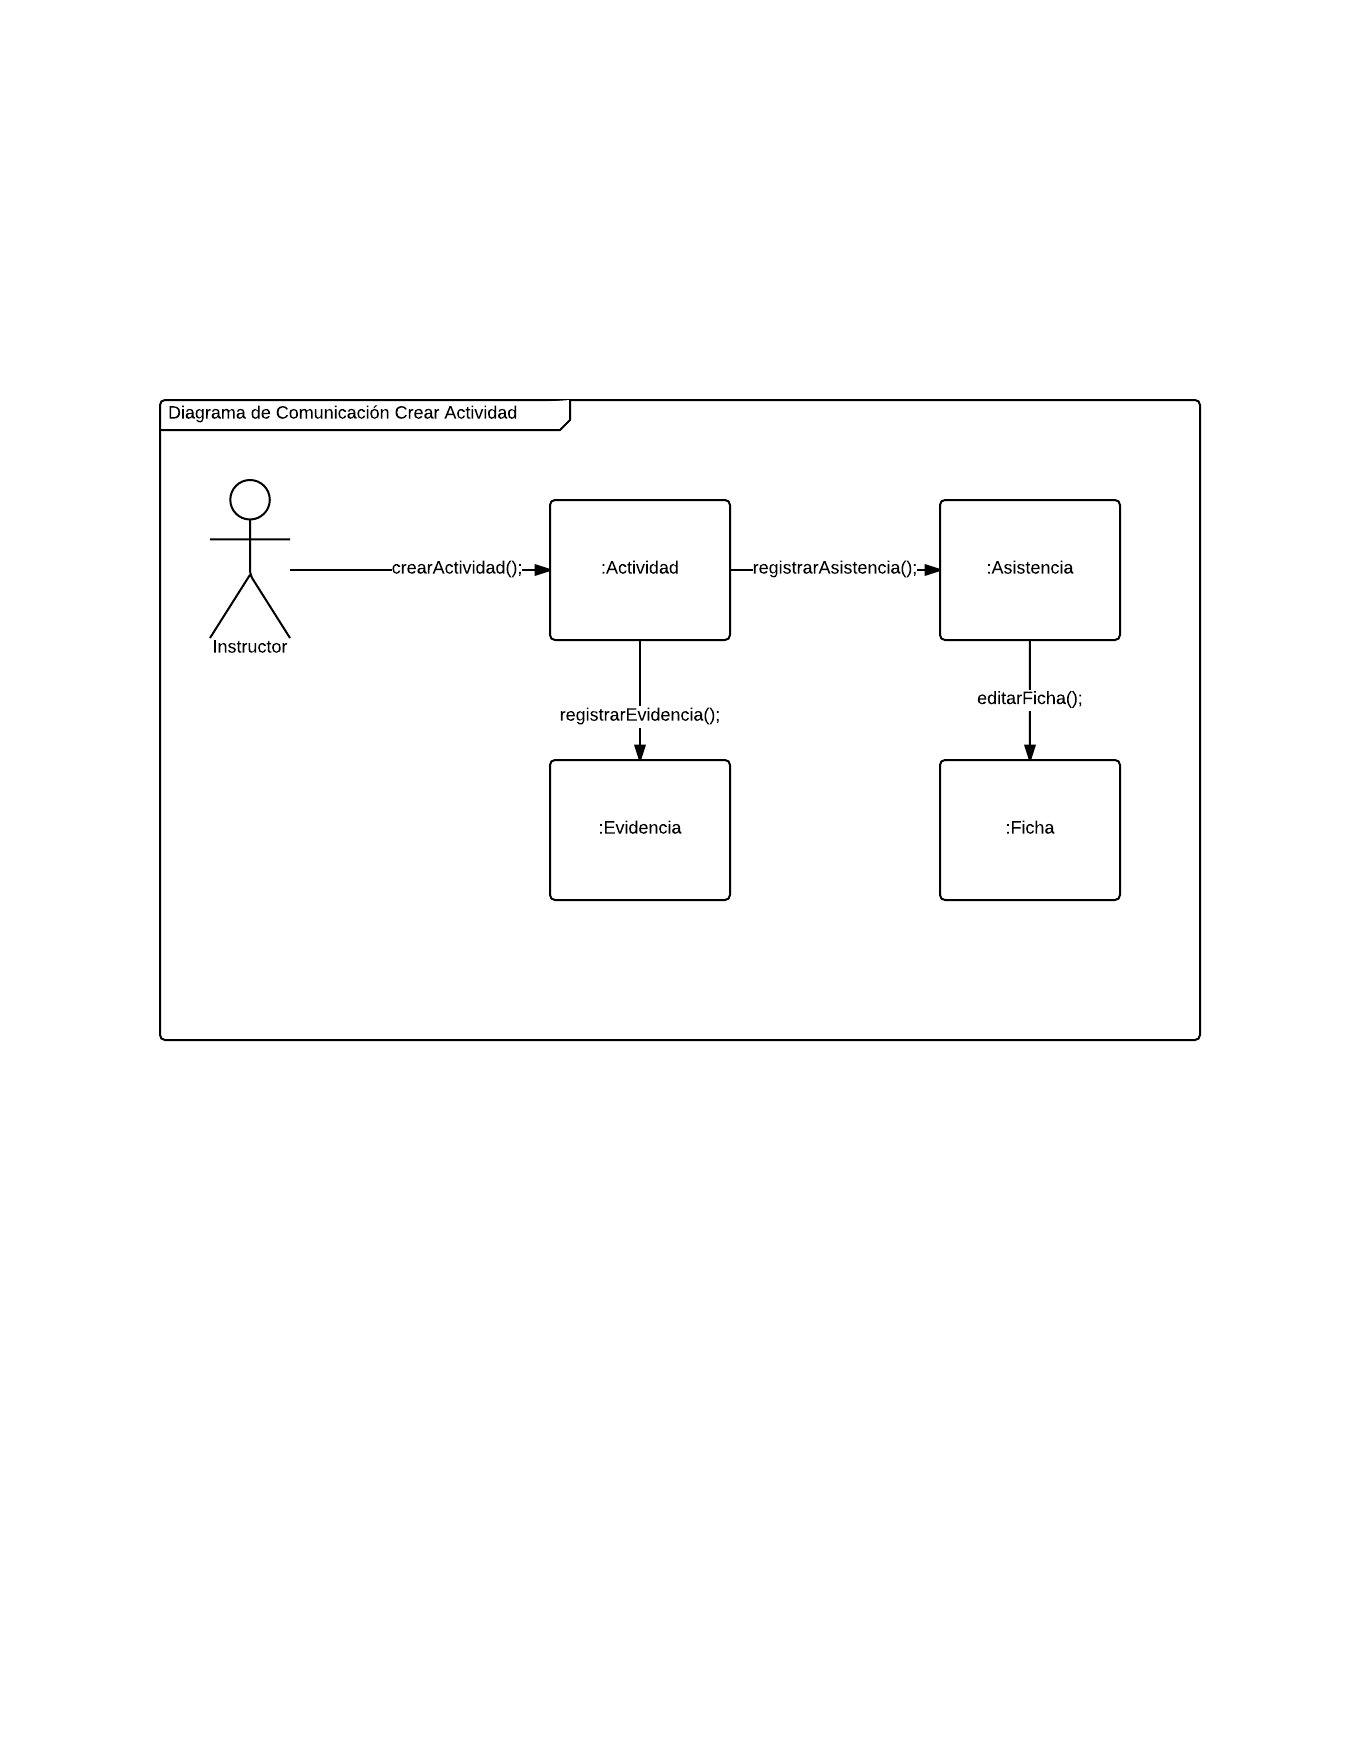 Diagrama de Comunicación Crear Actividad
crearActividad();
:Actividad
registrarAsistencia();
:Asistencia
Instructor
registrarEvidencia();
editarFicha();
:Evidencia
:Ficha